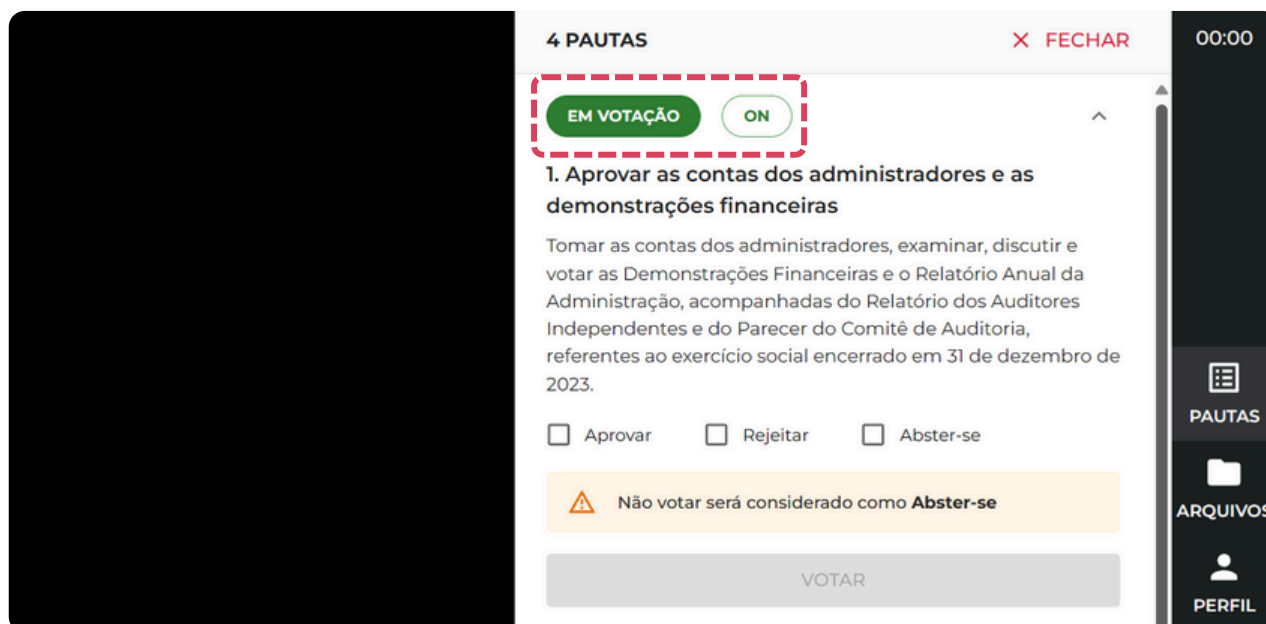 4 PAUTAS
FECHAR
00:00
EM VOTAÇÃO
ON
1. Aprovar as contas dos administradores e as
demonstrações financeiras
Tomar as contas dos administradores, examinar, discutir e
votar as Demonstrações Financeiras e o Relatório Anual da
Administração, acompanhadas do Relatório dos Auditores
Independentes e do Parecer do Comitê de Auditoria,
referentes ao exercício social encerrado em 31 de dezembro de
2023.
Aprovar
Rejeitar
Abster-se
Não votar será considerado como Abster-se
VOTAR
PAUTAS
ARQUIVOS
PERFIL